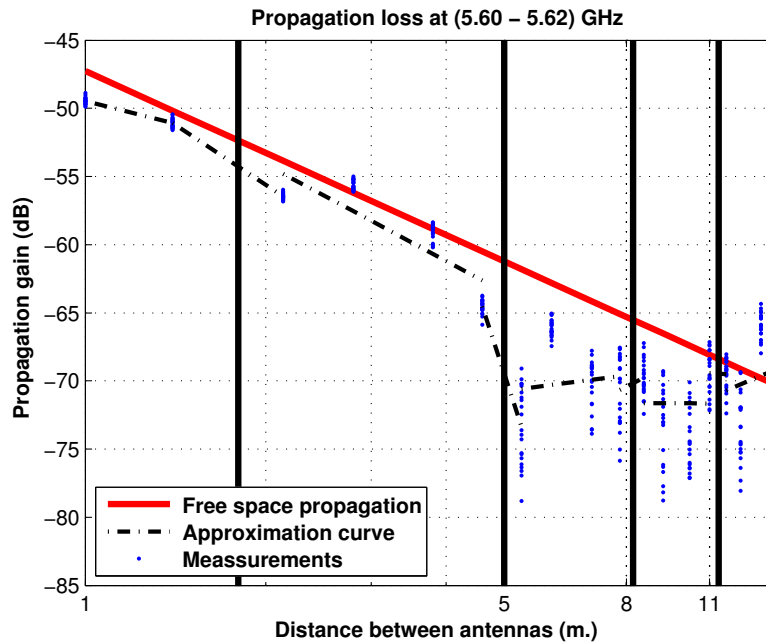 Propagation loss at (5.60 − 5.62) GHz
Propagation gain (dB)
−45
−50
−55
−60
−65
−70
−75
−80
−85
Free space propagation
Approximation curve
Meassurements
1 5 8 11
Distance between antennas (m.)